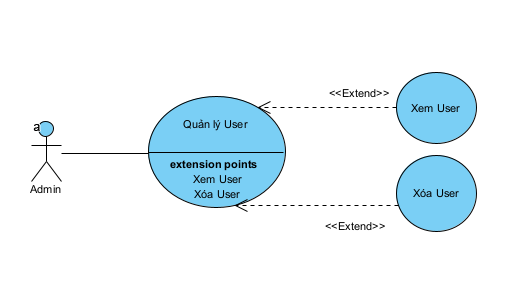 <<Extend>>
Xem User
Quản lý User
a
extension points
Xem User
Xóa User
Admin
Xóa User
<<Extend>>